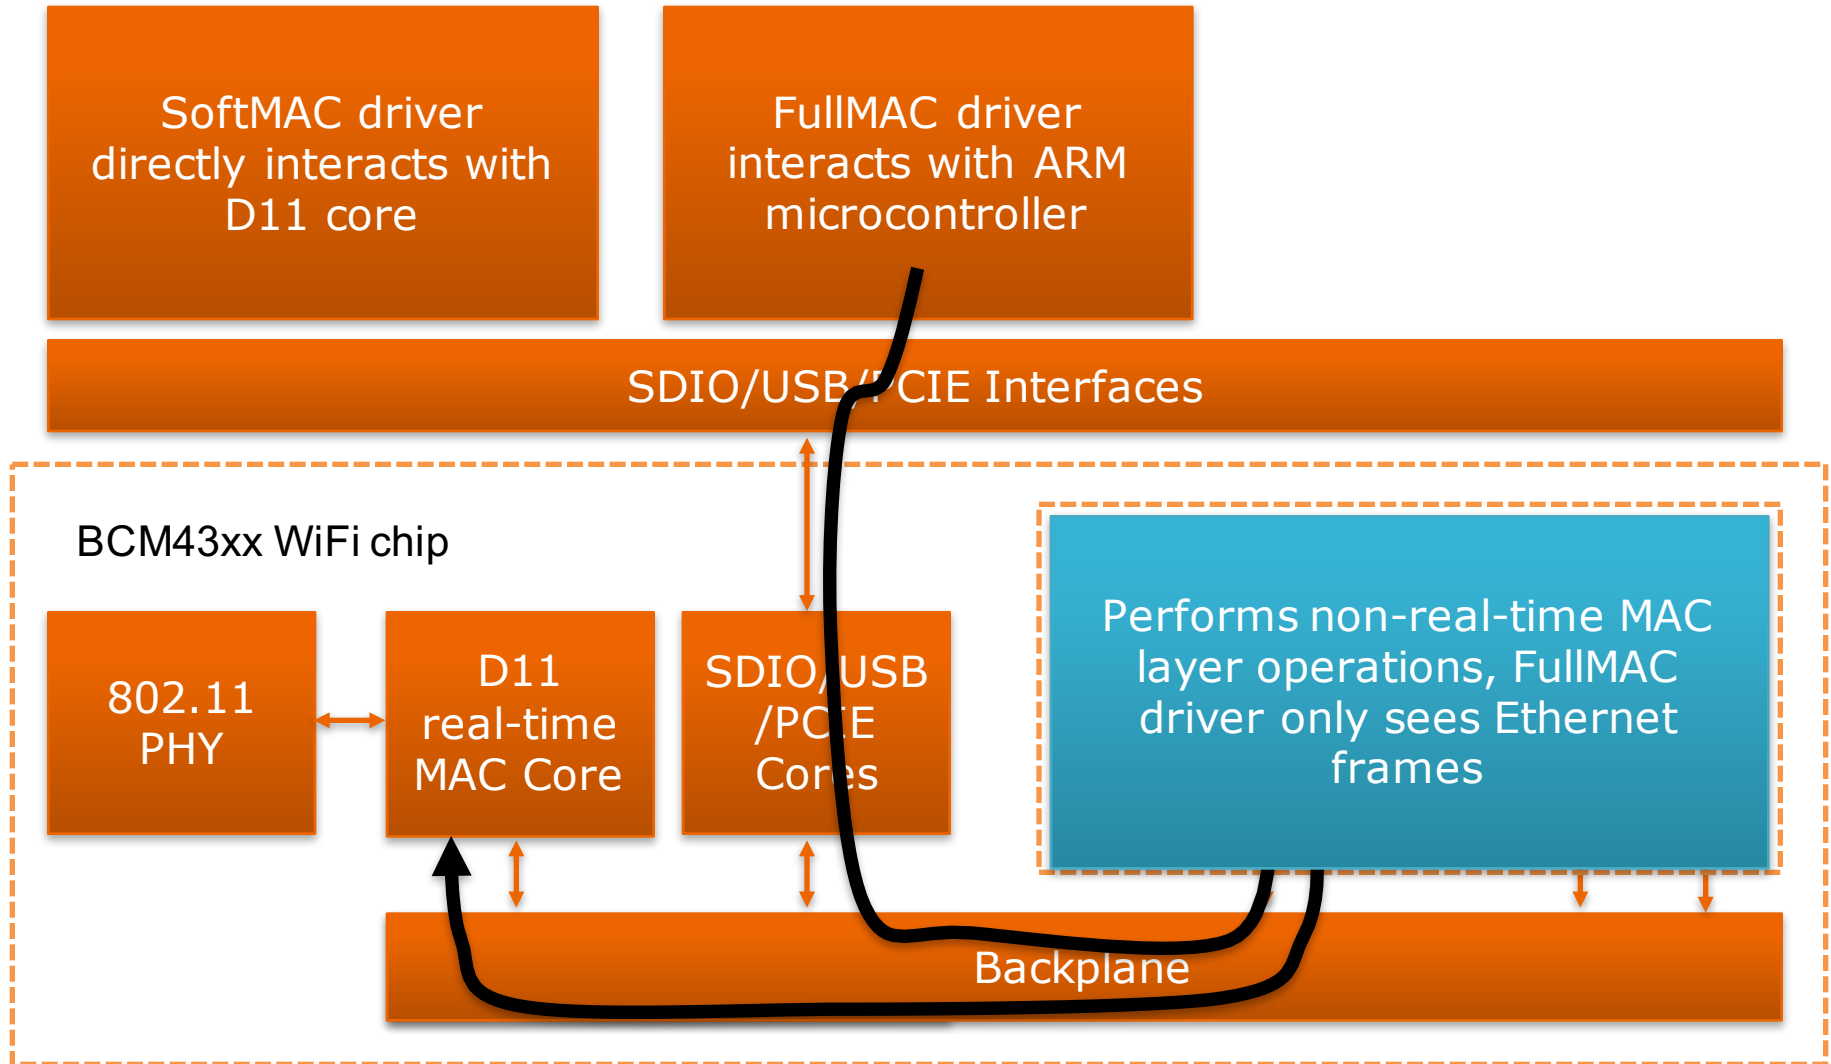 SoftMAC driver
directly interacts with
D11 core
FullMAC driver
interacts with ARM
microcontroller
SDIO/USB/PCIE Interfaces
BCM43xx WiFi chip
802.11
PHY
D11
real-time
MAC Core
SDIO/USB
/PCIE
Cores
Performs non-real-time MAC
layer operations, FullMAC
driver only sees Ethernet
frames
Backplane